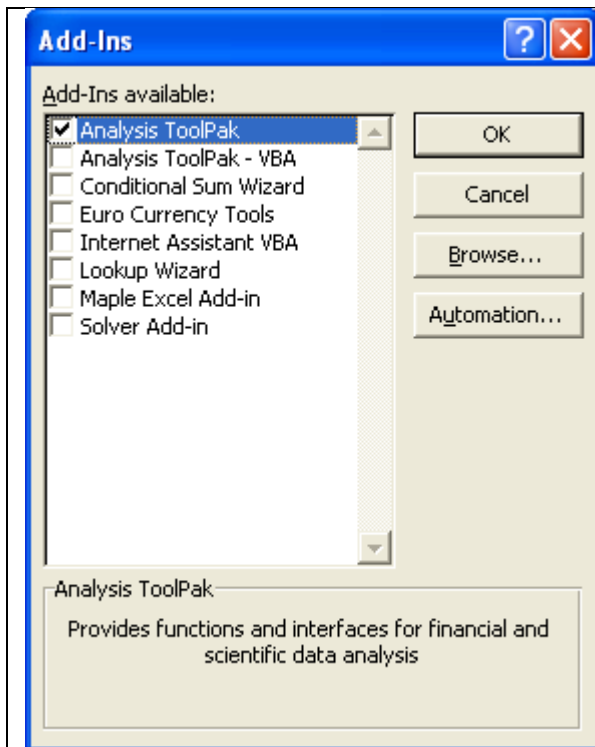 Add-Ins
Add-Ins available:
Analysis ToolPak
Analysis ToolPak - VBA
Conditional Sum Wizard
Euro Currency Tools
Internet Assistant VBA
Lookup Wizard
Maple Excel Add-in
Solver Add-in
OK
Cancel
Browse...
Automation...
Analysis ToolPak
Provides functions and interfaces for financial and
scientific data analysis